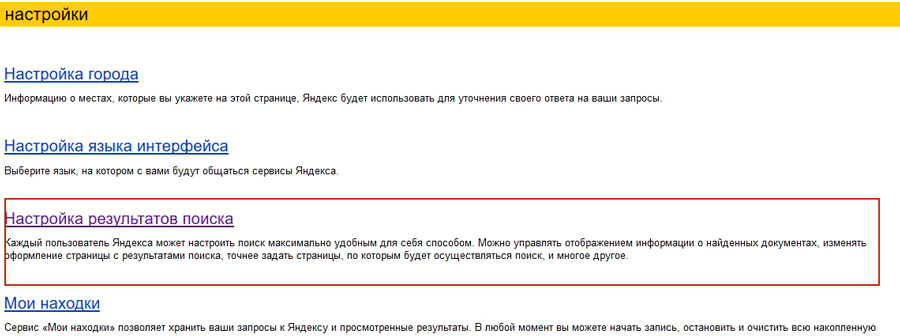 настройки
Настройка города
Информацию о местах, которые вы укажете на этой странице, Яндекс будет использовать для уточнения своего ответа на ваши запросы.
Настройка языка интерфейса
Выберите язык, на котором с вами будут общаться сервисы Яндекса.
Настройка результатов поиска
Каждый пользователь Яндекса может настроить поиск максимально удобным для себя способом. Можно управлять отображением информации о найденных документах, изменять
оформление страницы с результатами поиска, точнее задать страницы, по которым будет осуществляться поиск, и многое другое.
Мои находки
Сервис «Мои находки» позволяет хранить ваши запросы к Яндексу и просмотренные результаты. В любой момент вы можете начать запись, остановить и очистить всю накопленную